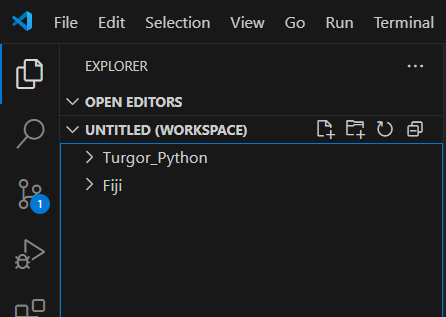 File Edit Selection View Go Run Terminal
EXPLORER
OPEN EDITORS
UNTITLED (WORKSPACE)
Turgor_Python
Fiji
1